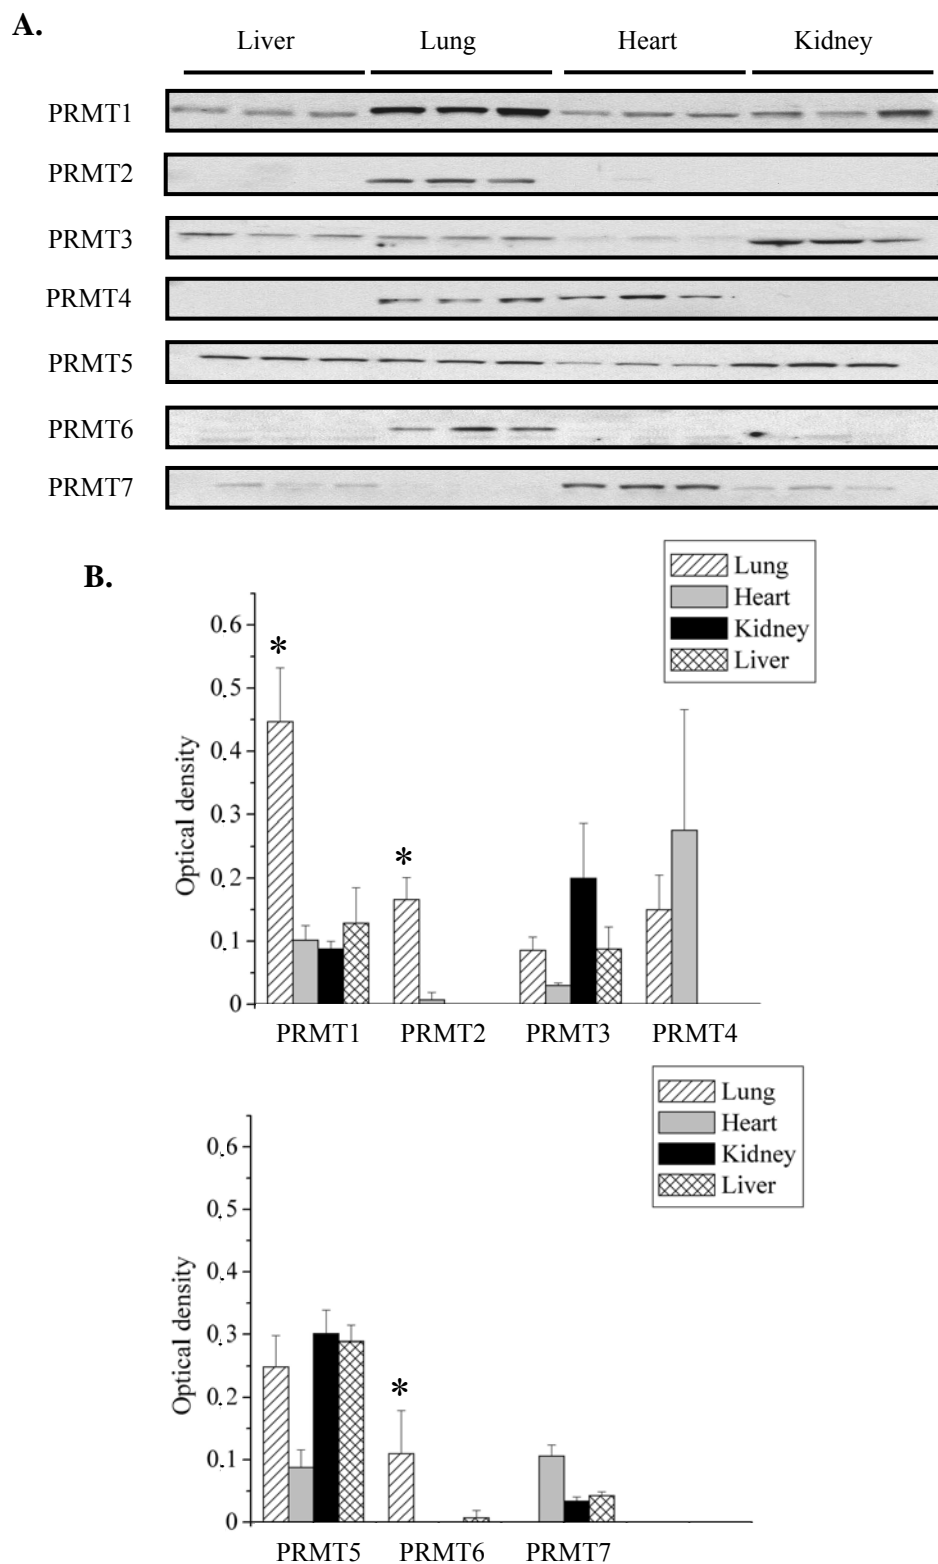 A.
Liver Lung Heart Kidney
PRMT1
PRMT2
PRMT3
PRMT4
PRMT5
PRMT6
PRMT7
B.
Lung
Heart
Kidney
Liver
0.6
*
0.5
0.4
0.3
0.2
*
0.1
0
Optical density
PRMT1 PRMT2 PRMT3 PRMT4
Lung
Heart
Kidney
Liver
0.6
0.5
0.4
0.3
0.2
*
0.1
0
Optical density
PRMT5 PRMT6 PRMT7